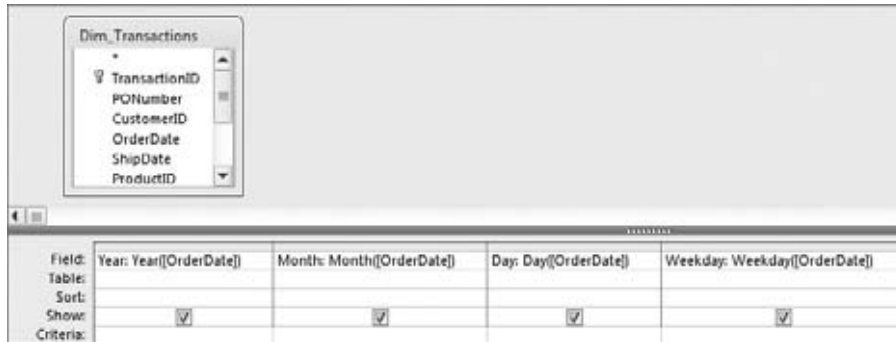 Dim_Transactions
*
TransactionID
PONumber
CustomerID
OrderDate
ShipDate
ProductID
Field: Year: Year([OrderDate]) Month: Month([OrderDate]) Day: Day([OrderDate]) Weekday: Weekday([OrderDate])
Table:
Sort:
Show:
Criteria: